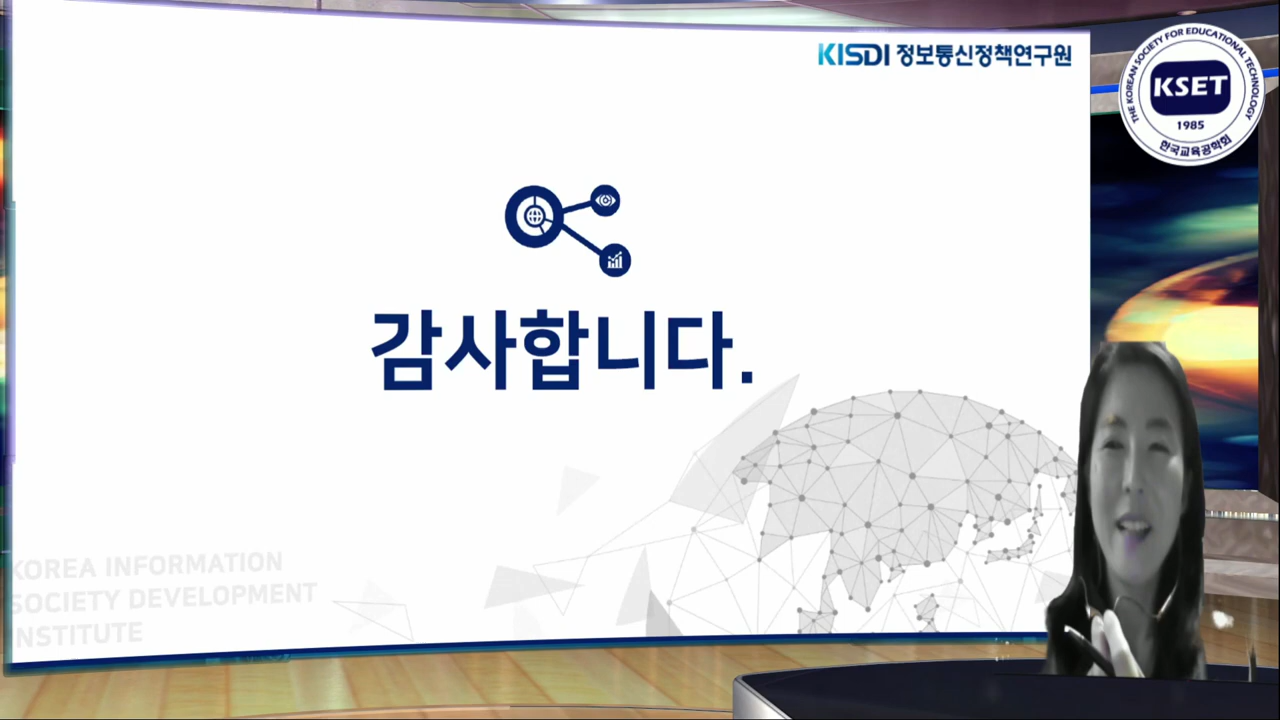 KISDI 정보통신정책연구원
THE KOREAN SOCIETY FOR EDUCATIONAL TECHNOLOGY
KSET
1985
한국교육공학회
감사합니다.
KOREA INFORMATION
SOCIETY DEVELOPMENT
INSTITUTE